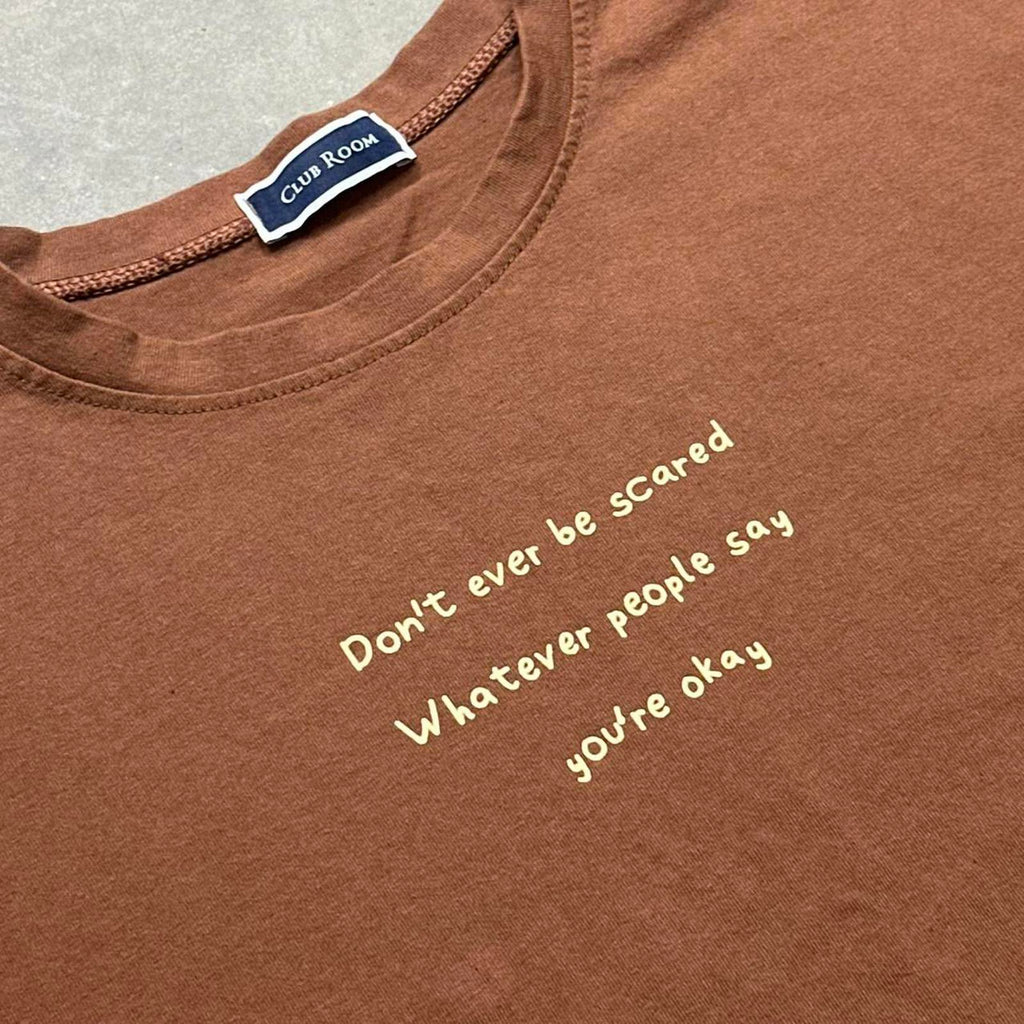 CLUB ROOM
Don't ever be scared
Whatever people say
you're okay